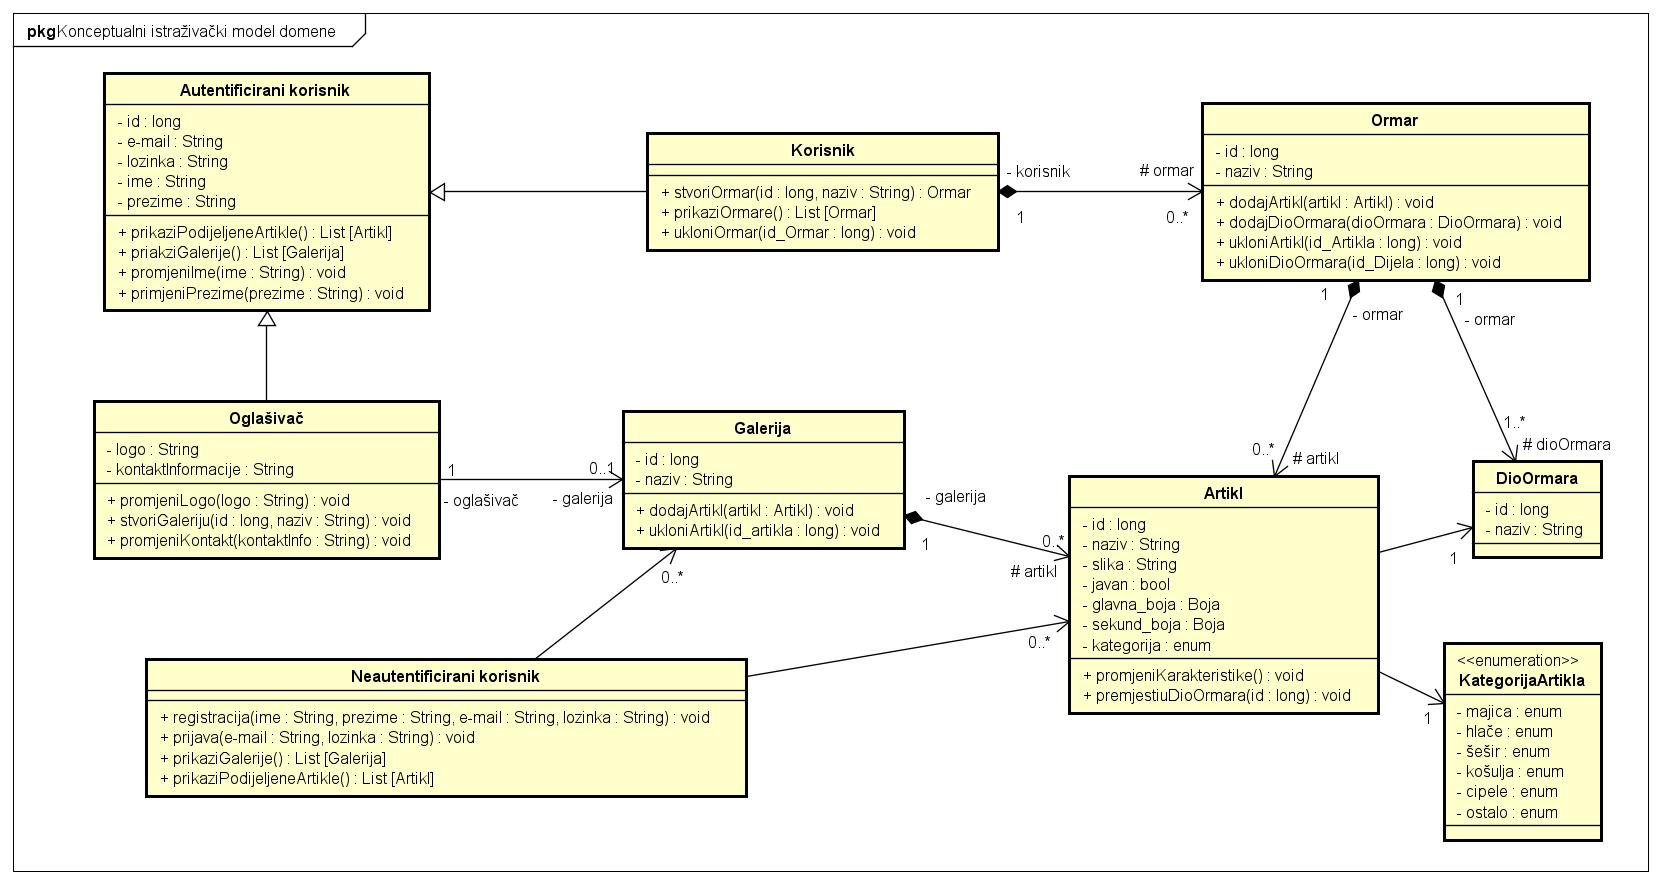 pkg Konceptualni istraživački model domene
Autentificirani korisnik
- id : long
- e-mail : String
- lozinka : String
- ime : String
- prezime : String
+ prikaziPodijeljeneArtikle() : List [Artikl]
+ priakziGalerije() : List [Galerija]
+ promjeniIme(ime : String) : void
+ primjeniPrezime(prezime : String) : void
Korisnik
+ stvoriOrmar(id : long, naziv : String) : Ormar
+ prikaziOrmare() : List [Ormar]
+ ukloniOrmar(id_Ormar : long) : void
- korisnik
1
# ormar
0..*
Ormar
- id : long
- naziv : String
+ dodajArtikl(artikl : Artikl) : void
+ dodajDioOrmara(dioOrmara : DioOrmara) : void
+ ukloniArtikl(id_Artikla : long) : void
+ ukloniDioOrmara(id_Dijela : long) : void
1
- ormar
1
- ormar
0..*
# artikl
1..*
# dioOrmara
Oglašivač
- logo : String
- kontaktInformacije : String
+ promjeniLogo(logo : String) : void
+ stvoriGaleriju(id : long, naziv : String) : void
+ promjeniKontakt(kontaktInfo : String) : void
1
- oglašivač
0..1
- galerija
Galerija
- id : long
- naziv : String
+ dodajArtikl(artikl : Artikl) : void
+ ukloniArtikl(id_artikla : long) : void
- galerija
1
0..*
# artikl
Artikl
- id : long
- naziv : String
- slika : String
- javan : bool
- glavna_boja : Boja
- sekund_boja : Boja
- kategorija : enum
+ promjeniKarakteristike() : void
+ premjestiuDioOrmara(id : long) : void
DioOrmara
- id : long
- naziv : String
1
0..*
0..*
1
Neautentificirani korisnik
+ registracija(ime : String, prezime : String, e-mail : String, lozinka : String) : void
+ prijava(e-mail : String, lozinka : String) : void
+ prikaziGalerije() : List [Galerija]
+ prikaziPodijeljeneArtikle() : List [Artikl]
<<enumeration>>
KategorijaArtikla
- majica : enum
- hlače : enum
- šešir : enum
- košulja : enum
- cipele : enum
- ostalo : enum